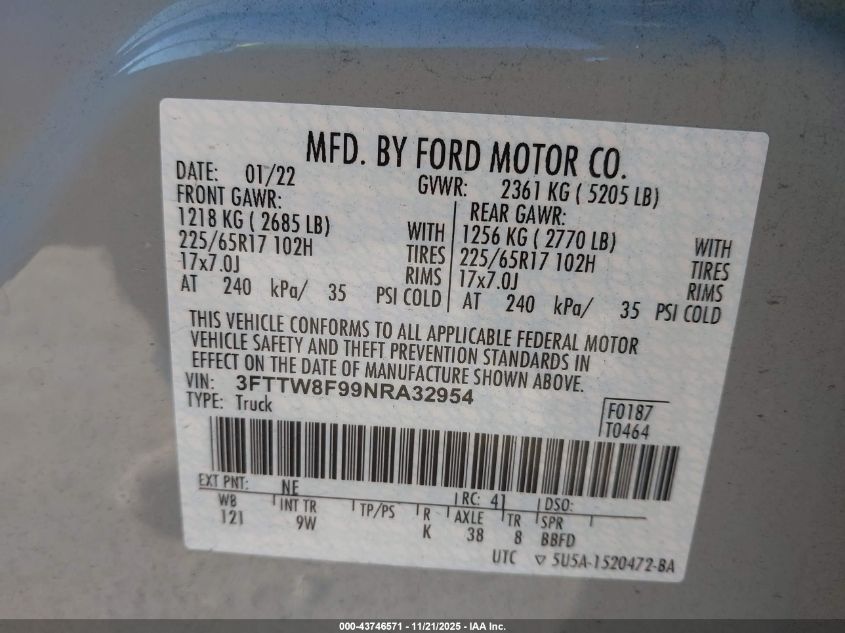 MFD. BY FORD MOTOR CO.
DATE: 01/22 GVWR: 2361 KG ( 5205 LB)
FRONT GAWR: REAR GAWR:
1218 KG ( 2685 LB) WITH 1256 KG ( 2770 LB) WITH
225/65R17 102H TIRES 225/65R17 102H TIRES
17x7.0J RIMS 17x7.0J RIMS
AT 240 kPa/ 35 PSI COLD AT 240 kPa/ 35 PSI COLD
THIS VEHICLE CONFORMS TO ALL APPLICABLE FEDERAL MOTOR
VEHICLE SAFETY AND THEFT PREVENTION STANDARDS IN
EFFECT ON THE DATE OF MANUFACTURE SHOWN ABOVE.
VIN: 3FTTW8F99NRA32954
TYPE: Truck F0187
T0464
EXT PNT: NE RC: 41 DSO:
WB INT TR TP/PS R AXLE TR SPR
121 9W K 38 8 BBFD
UTC ▽ 5U5A-1520472-BA
000-43746571 - 11/21/2025 - IAA Inc.